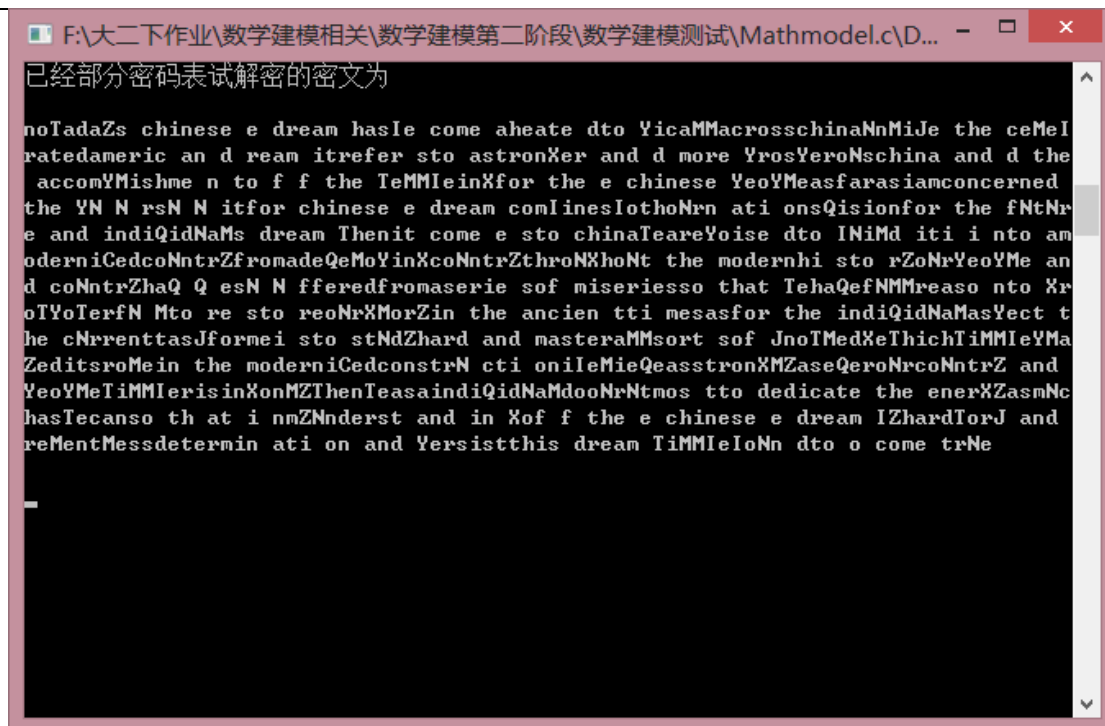 F:\大二下作业\数学建模相关\数学建模第二阶段\数学建模测试\Mathmodel.c\D...
已经部分密码表试解密的密文为
noTadaZs chinese e dream hasIe come aheate dto YicaMMacrosschinaNnMiJe the ceMeI
ratedameric an d ream itrefer sto astronXer and d more YrosYeroNschina and d the
accomYMishme n to f f the TeMMIeinXfor the e chinese YeoYMeasfarasiamconcerned
the YN N rsN N itfor chinese e dream comIinesIothoNrn ati onsQisionfor the fNtNr
e and indiQidNaMs dream Thenit come e sto chinaTeareYoise dto INiMd iti i nto am
oderniCedcoNntrZfromadeQeMoYinXcoNntrZthroNXhoNt the modernhi sto rZoNrYeoYMe an
d coNntrZhaQ Q esN N fferedfromaserie sof miseriesso that TehaQefNMMreaso nto Xr
oTYoTerfN Mto re sto reoNrXMorZin the ancien tti mesasfor the indiQidNaMasYect t
he cNrrenttasJformei sto stNdZhard and masteraMMsort sof JnoTMedXeThichTiMMIeYMa
ZeditsroMein the moderniCedconstrN cti oniIeMieQeasstronXMZaseQeroNrcoNntrZ and
YeoYMeTiMMIerisinXonMZThenTeasaindiQidNaMdooNrNtmos tto dedicate the enerXZasmNc
hasIecanso th at i nmZNnderst and in Xof f the e chinese e dream IZhardTorJ and
reMentMessdetermin ati on and Yersistthis dream TiMMIeIoNn dto o come trNe